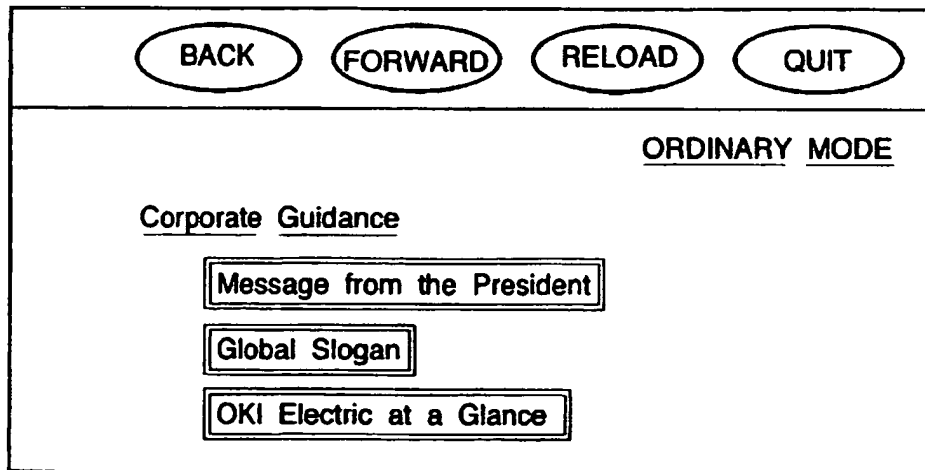 BACK FORWARD RELOAD QUIT
ORDINARY MODE
Corporate Guidance
Message from the President
Global Slogan
OKI Electric at a Glance